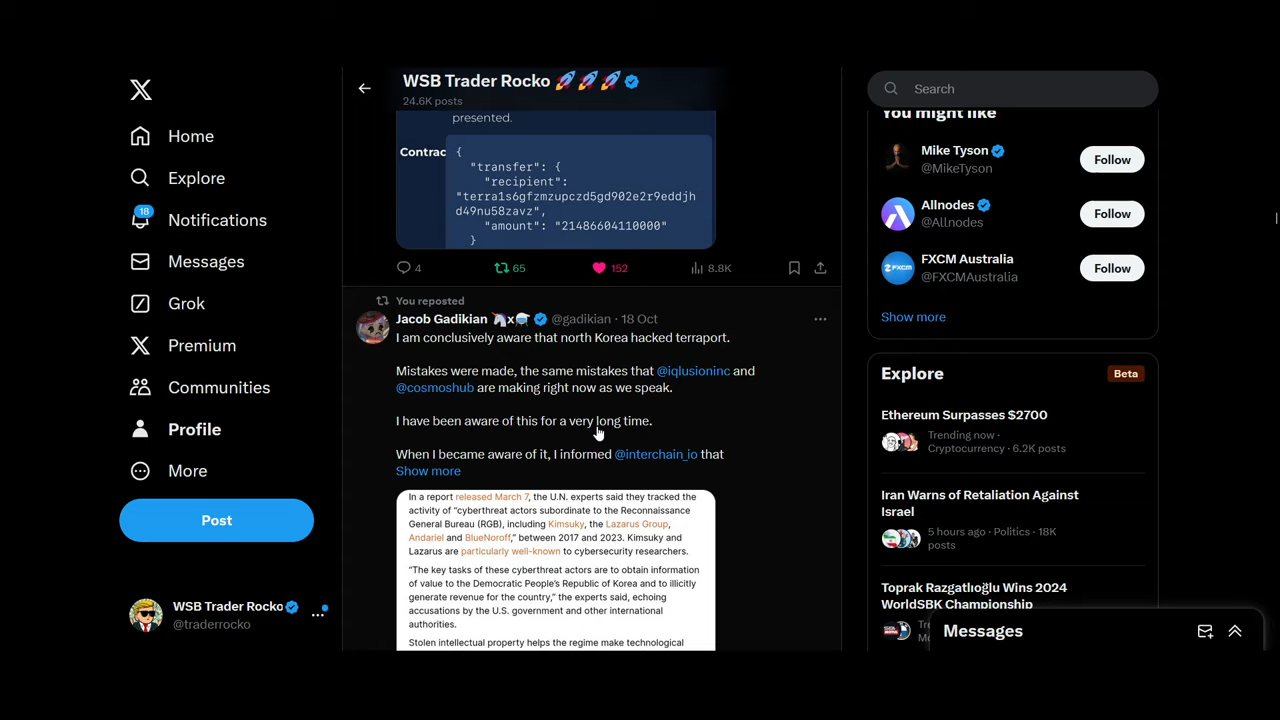 Home
Explore
18
Notifications
Messages
Grok
Premium
Communities
Profile
More
Post
WSB Trader Rocko
@traderrocko
WSB Trader Rocko 🚀🚀🚀
24.6K posts
presented.
Contrac
{
"transfer": {
"recipient":
"terra1s6gfzmzupczd5gd902e2r9eddjh
d49nu58zavz",
"amount": "21486604110000"
}
4
65
152
8.8K
You reposted
Jacob Gadikian 🦄x🧢 @gadikian · 18 Oct
I am conclusively aware that north Korea hacked terraport.
Mistakes were made, the same mistakes that @iqlusioninc and
@cosmoshub are making right now as we speak.
I have been aware of this for a very long time.
When I became aware of it, I informed @interchain_io that
Show more
In a report released March 7, the U.N. experts said they tracked the
activity of “cyberthreat actors subordinate to the Reconnaissance
General Bureau (RGB), including Kimsuky, the Lazarus Group,
Andariel and BlueNoroff,” between 2017 and 2023. Kimsuky and
Lazarus are particularly well-known to cybersecurity researchers.
“The key tasks of these cyberthreat actors are to obtain information
of value to the Democratic People’s Republic of Korea and to illicitly
generate revenue for the country,” the experts said, echoing
accusations by the U.S. government and other international
authorities.
Stolen intellectual property helps the regime make technological
Search
You might like
Mike Tyson
@MikeTyson
Follow
Allnodes
@Allnodes
Follow
FXCM Australia
@FXCMAustralia
Follow
Show more
Explore
Beta
Ethereum Surpasses $2700
Trending now ·
Cryptocurrency · 6.2K posts
Iran Warns of Retaliation Against
Israel
5 hours ago · Politics · 18K
posts
Toprak Razgatlıoğlu Wins 2024
WorldSBK Championship
Messages